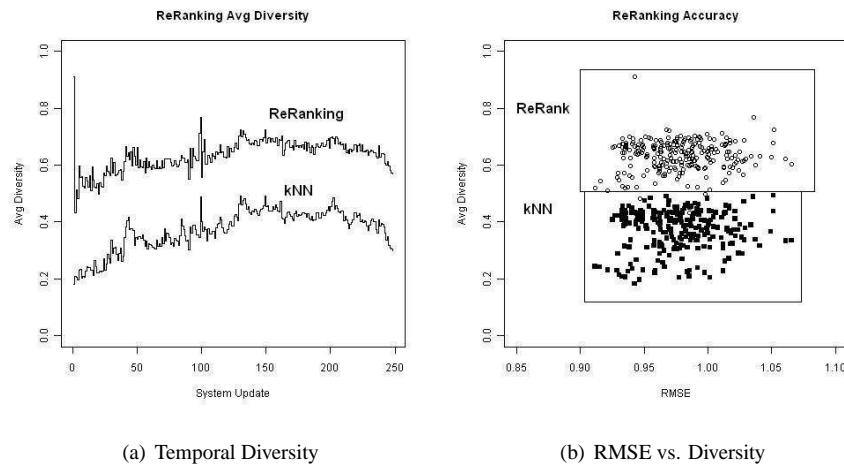 ReRanking Avg Diversity
Avg Diversity
1.0
0.8
0.6
0.4
0.2
0.0
ReRanking
kNN
0
50
100
150
200
250
System Update
(a) Temporal Diversity
ReRanking Accuracy
Avg Diversity
1.0
0.8
0.6
0.4
0.2
0.0
ReRank
kNN
0.85
0.90
0.95
1.00
1.05
1.10
RMSE
(b) RMSE vs. Diversity